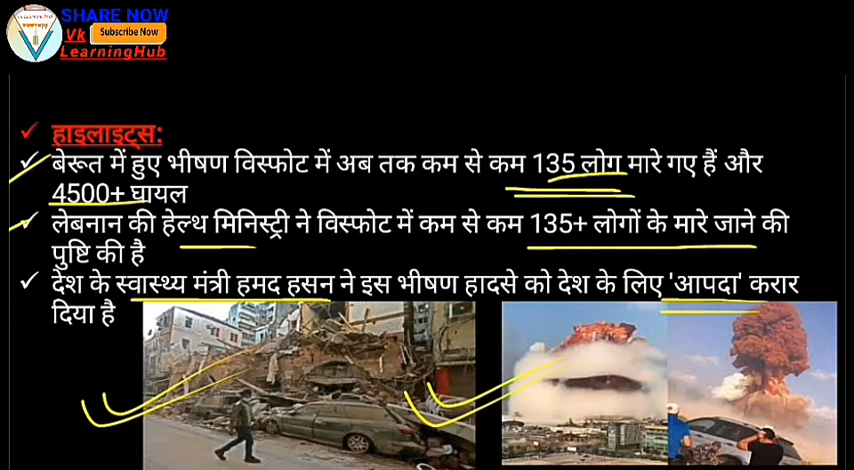 SHARE NOW
Vk
Subscribe Now
LearningHub
हाइलाइट्स:
बेरूत में हुए भीषण विस्फोट में अब तक कम से कम 135 लोग मारे गए हैं और
4500+ घायल
लेबनान की हेल्थ मिनिस्ट्री ने विस्फोट में कम से कम 135+ लोगों के मारे जाने की
पुष्टि की है
देश के स्वास्थ्य मंत्री हमद हसन ने इस भीषण हादसे को देश के लिए 'आपदा' करार
दिया है